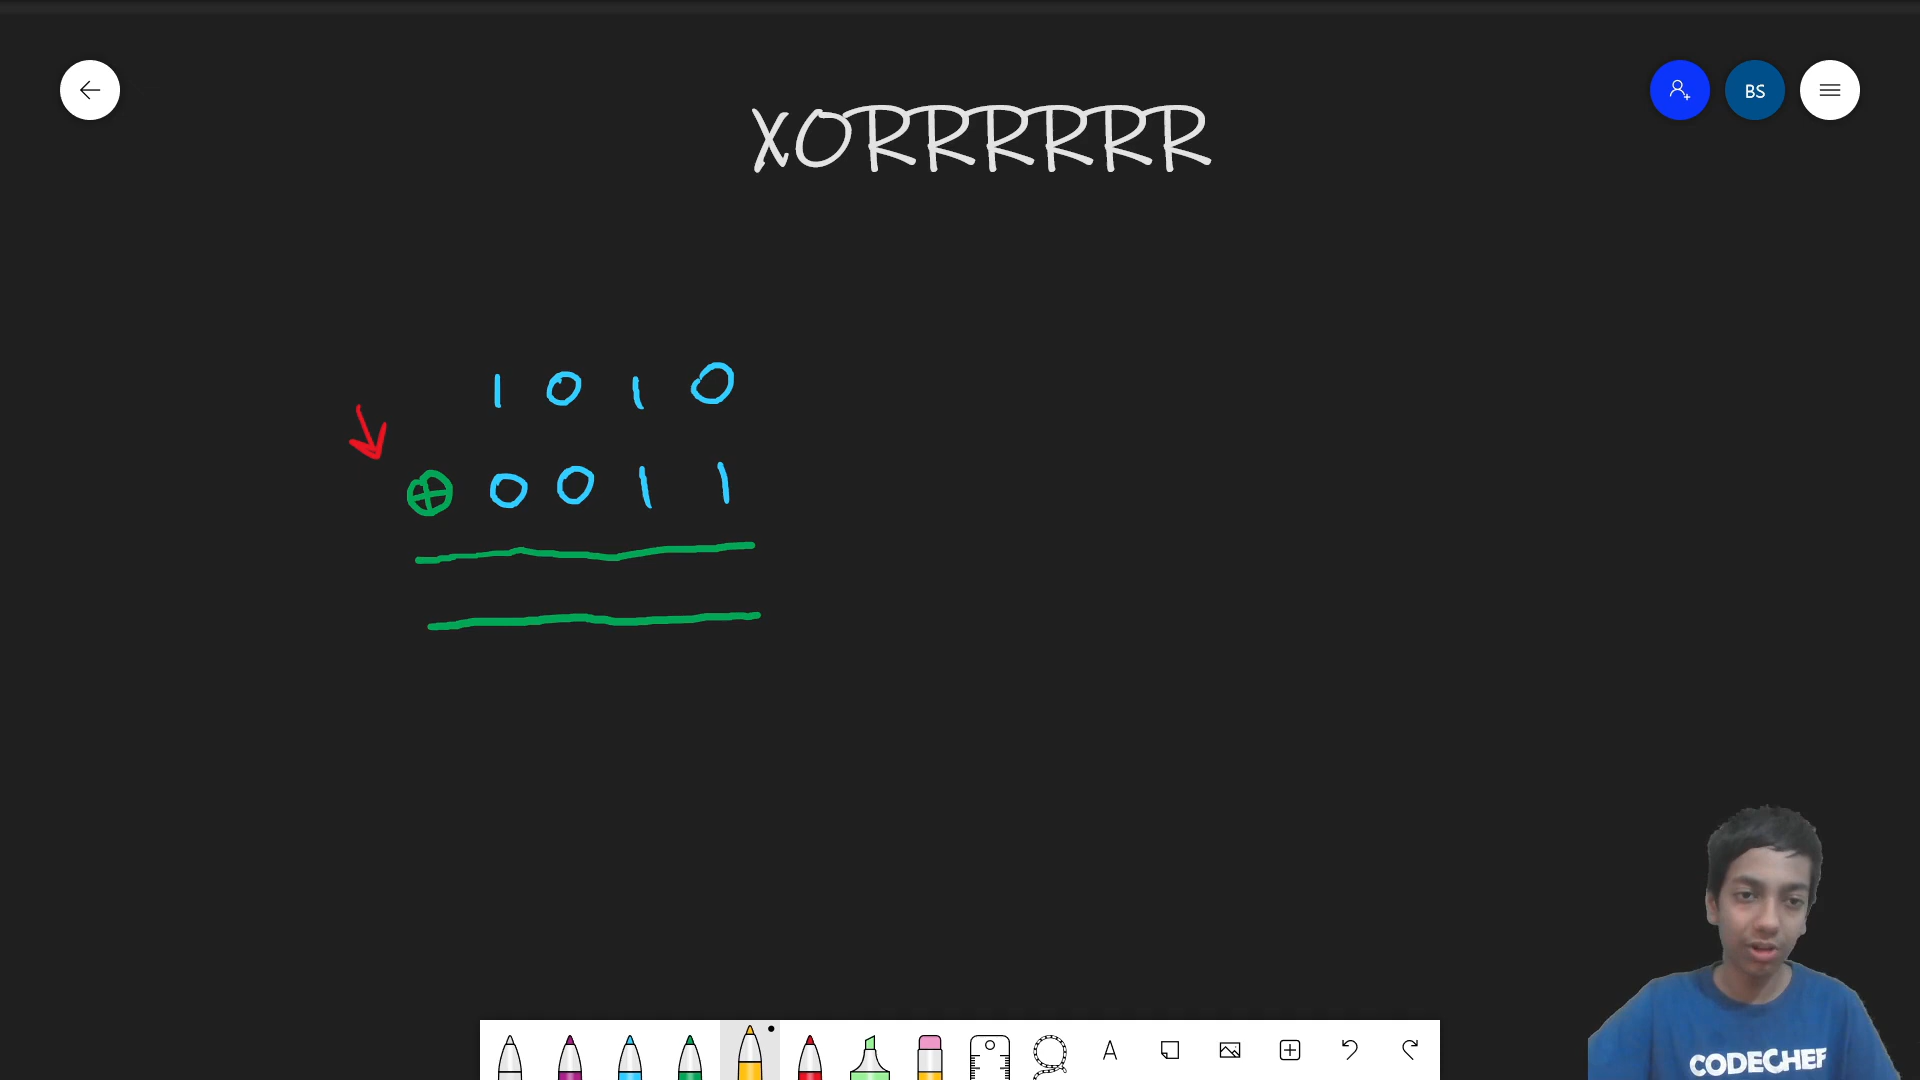 XORRRRRR
BS
1 0 1 0
⊕ 0 0 1 1
A
CODECHEF